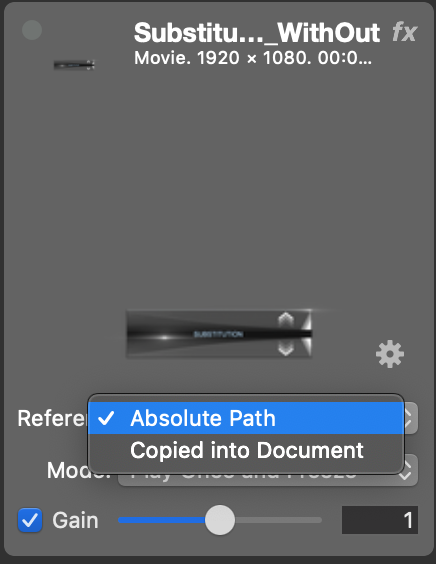 Substitu…_WithOut fx
Movie. 1920 × 1080. 00:0…
SUBSTITUTION
Referen
✓ Absolute Path
Copied into Document
Mode: Play Once and Freeze
Gain 1